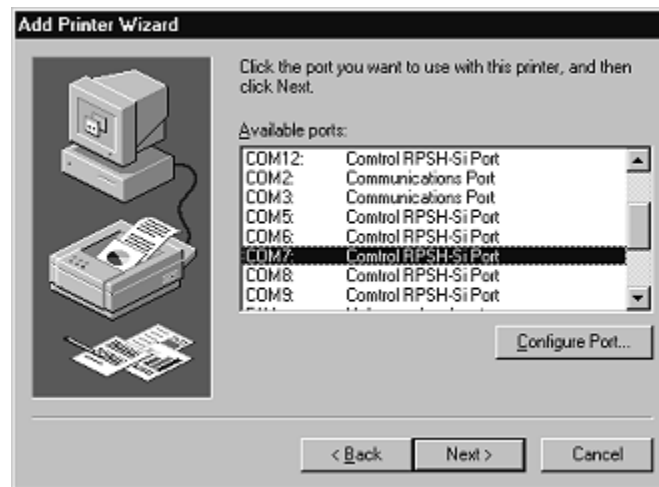 Add Printer Wizard
Click the port you want to use with this printer, and then
click Next.
Available ports:
COM12: Comtrol RPSH-Si Port
COM2: Communications Port
COM3: Communications Port
COM5: Comtrol RPSH-Si Port
COM6: Comtrol RPSH-Si Port
COM7: Comtrol RPSH-Si Port
COM8: Comtrol RPSH-Si Port
COM9: Comtrol RPSH-Si Port
Configure Port...
< Back Next > Cancel